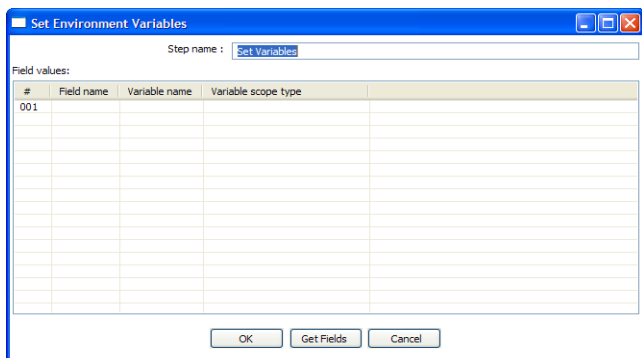 Set Environment Variables
Step name : Set Variables
Field values:
# Field name Variable name Variable scope type
001
OK Get Fields Cancel